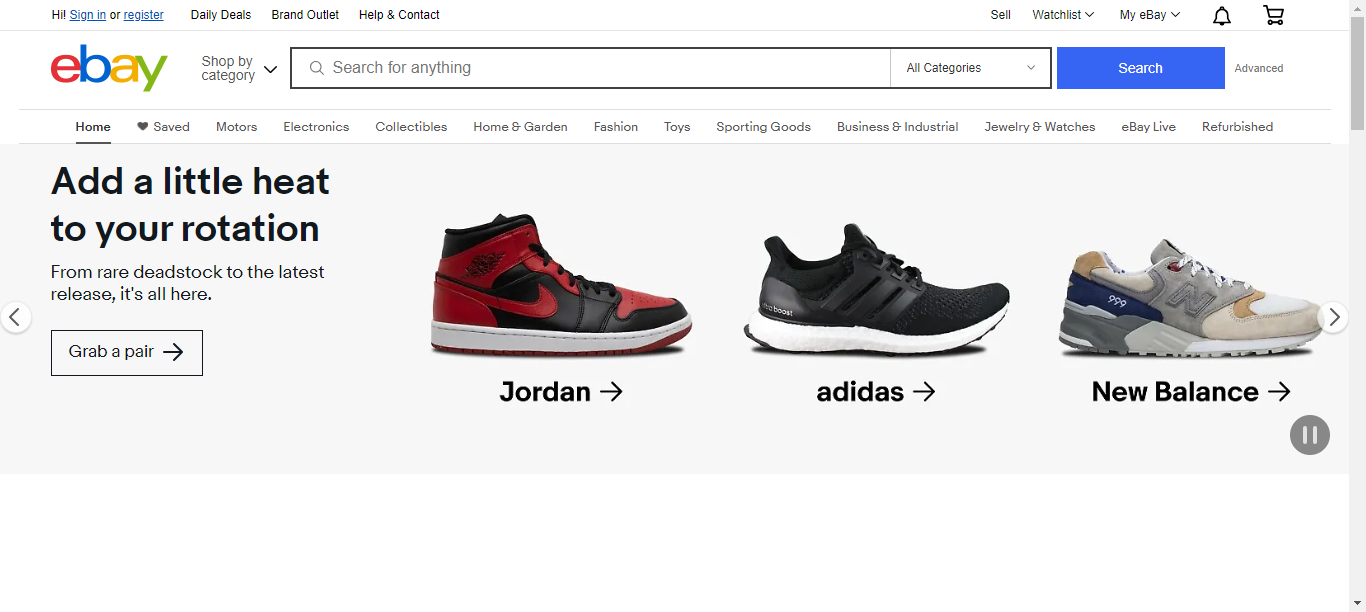 Hi! Sign in or register Daily Deals Brand Outlet Help & Contact Sell Watchlist My eBay
ebay
Shop by
category
Search for anything All Categories Search Advanced
Home Saved Motors Electronics Collectibles Home & Garden Fashion Toys Sporting Goods Business & Industrial Jewelry & Watches eBay Live Refurbished
Add a little heat
to your rotation
From rare deadstock to the latest
release, it's all here.
Grab a pair
999
Jordan adidas New Balance